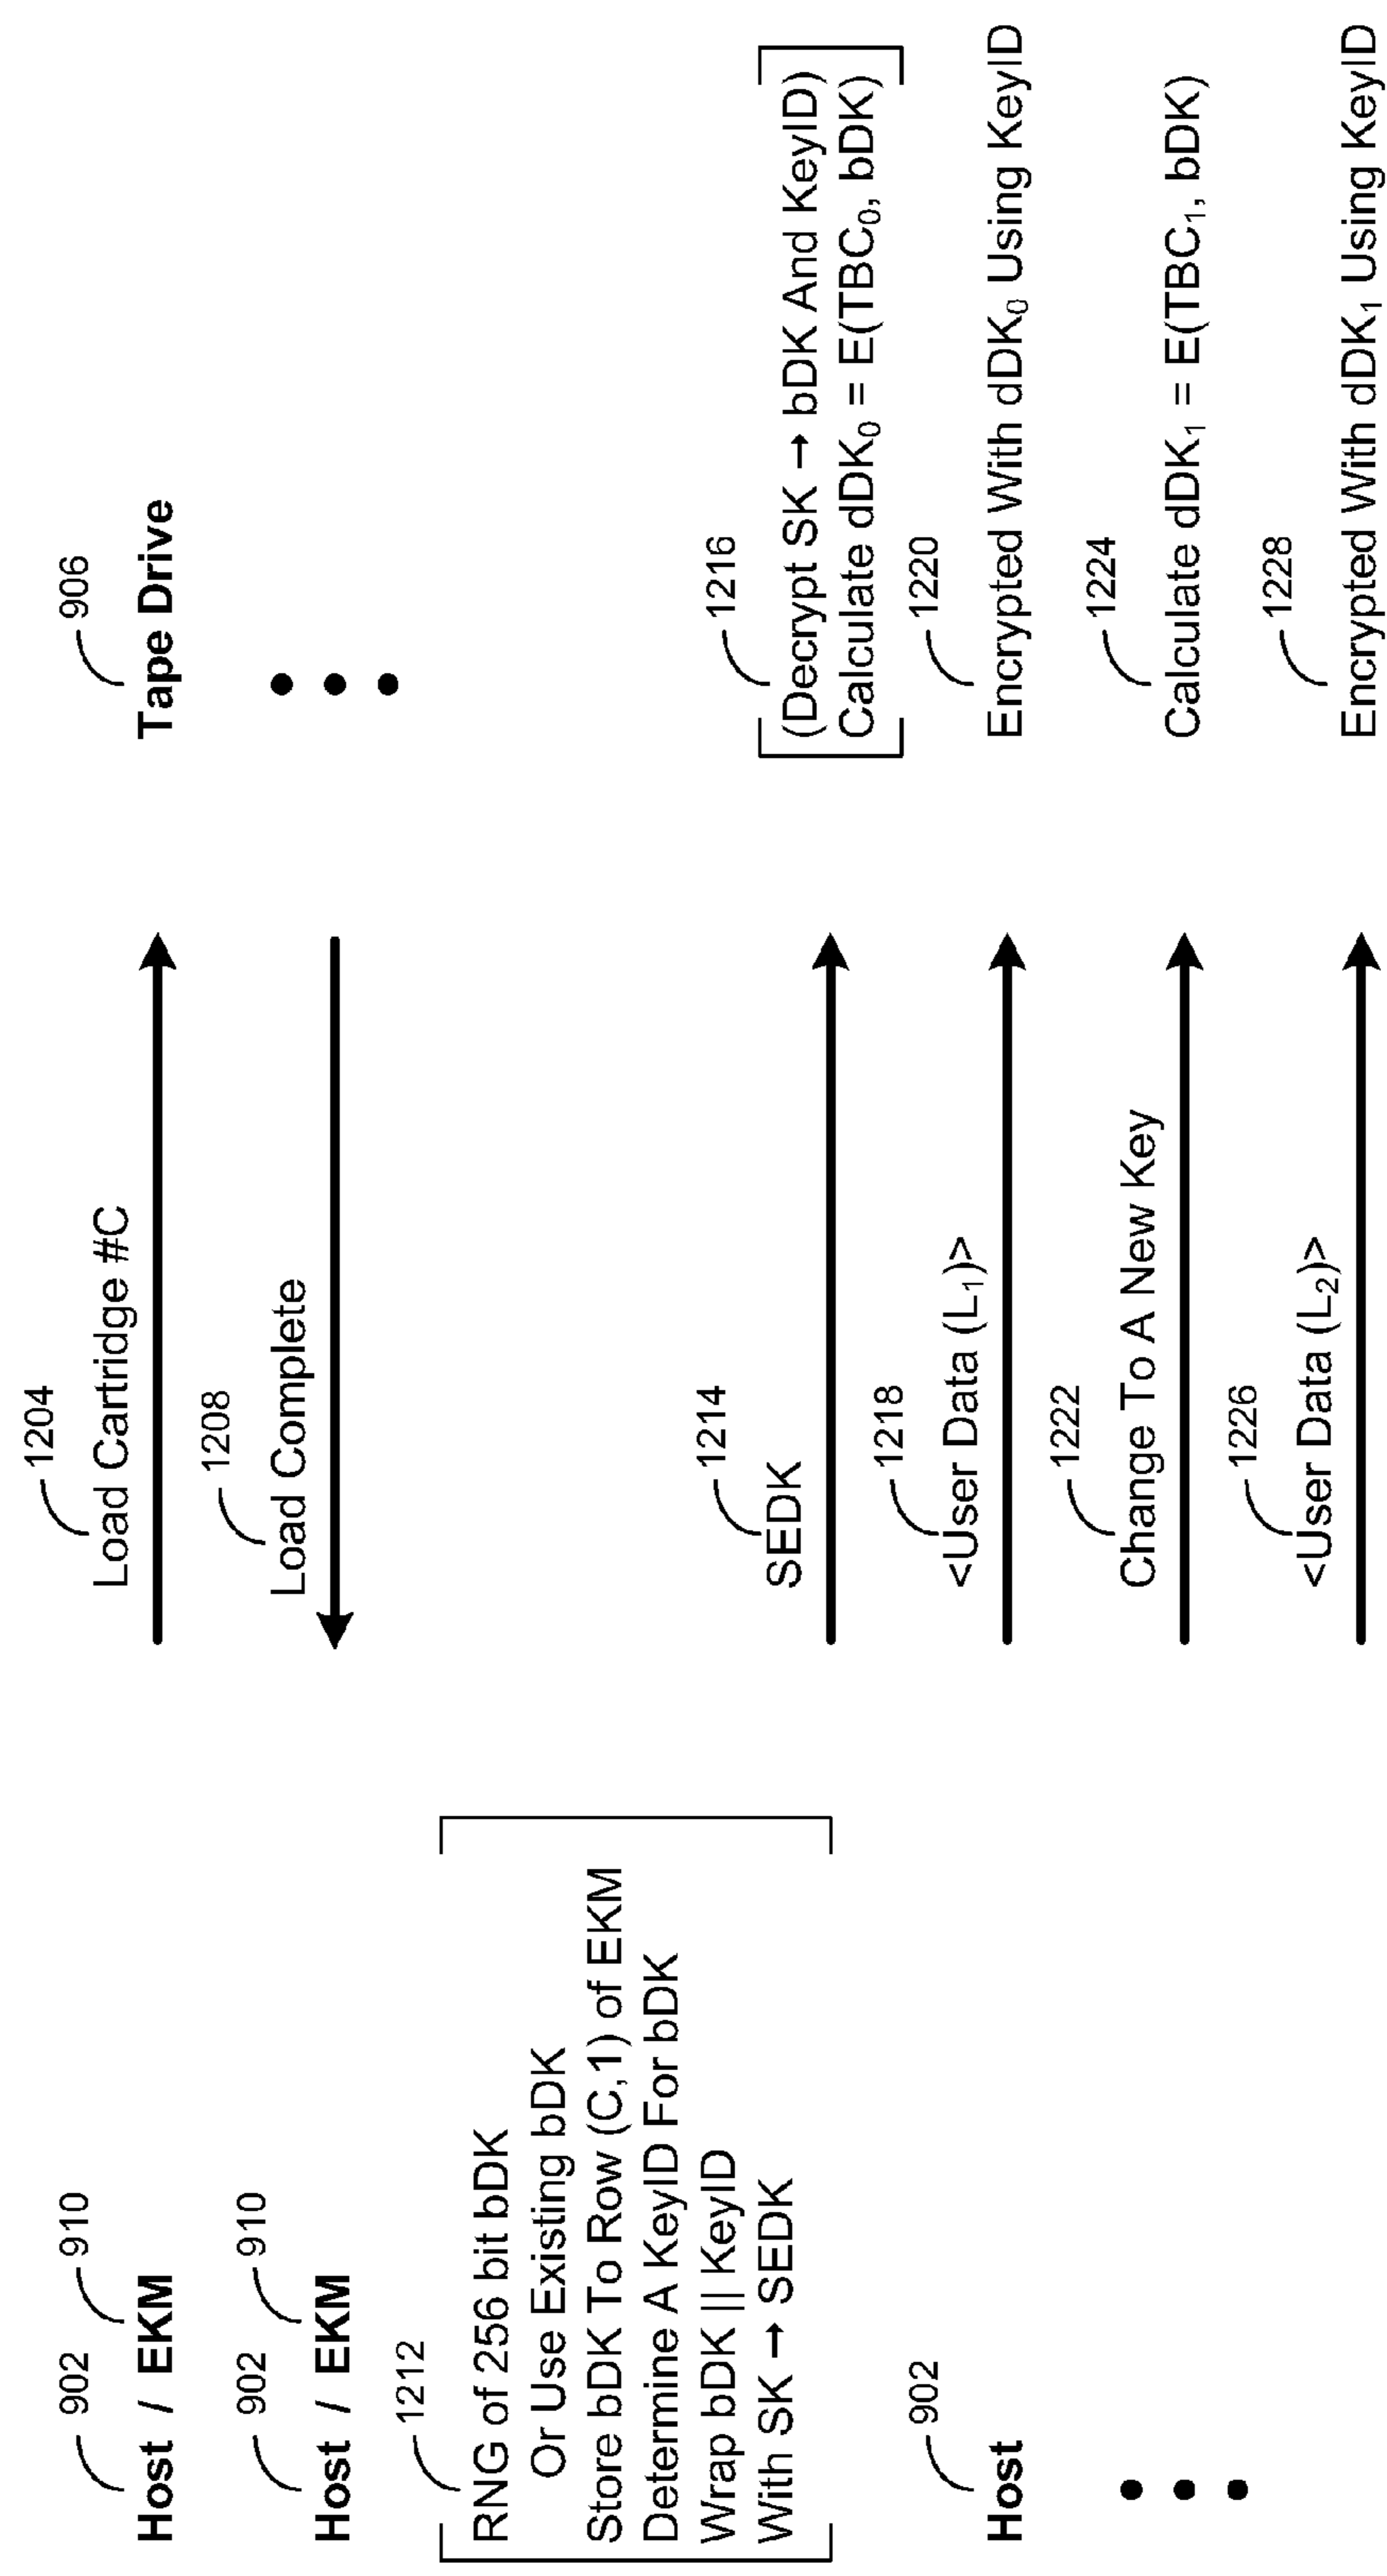 902
910
1204
906
Host / EKM
Load Cartridge #C
Tape Drive
902
910
1208
Host / EKM
Load Complete
1212
RNG of 256 bit bDK
Or Use Existing bDK
Store bDK To Row (C,1) of EKM
Determine A KeyID For bDK
Wrap bDK || KeyID
With SK → SEDK
1214
SEDK
1216
(Decrypt SK → bDK And KeyID)
Calculate dDK₀ = E(TBC₀, bDK)
902
Host
1218
<User Data (L₁)>
1220
Encrypted With dDK₀ Using KeyID
1222
Change To A New Key
1224
Calculate dDK₁ = E(TBC₁, bDK)
1226
<User Data (L₂)>
1228
Encrypted With dDK₁ Using KeyID